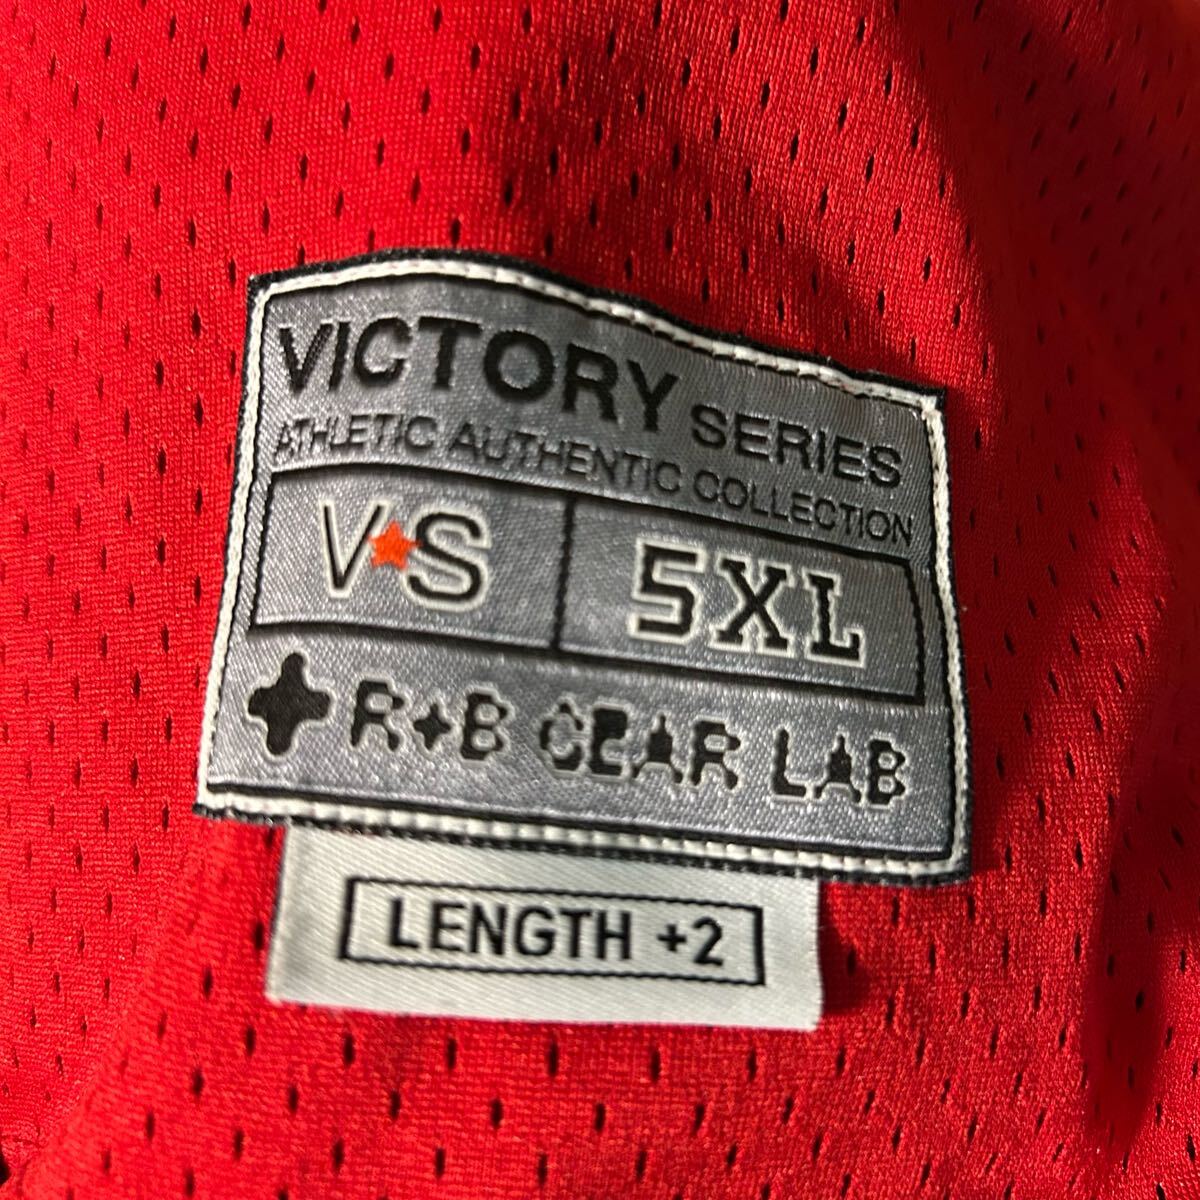 VICTORY SERIES
ATHLETIC AUTHENTIC COLLECTION
V★S 5XL
R+B GEAR LAB
LENGTH +2